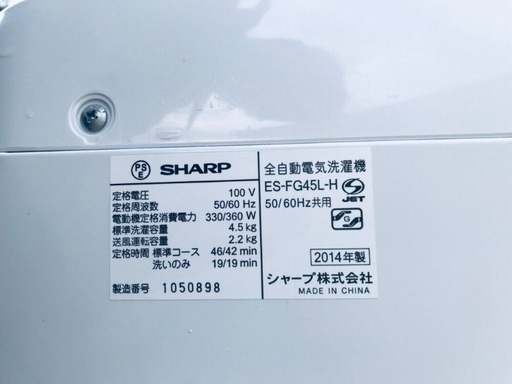 PS
E
SHARP
定格電圧 100 V
定格周波数 50/60 Hz
電動機定格消費電力 330/360 W
標準洗濯容量 4.5 kg
送風運転容量 2.2 kg
定格時間 標準コース 46/42 min
洗いのみ 19/19 min
製造番号 1050898
全自動電気洗濯機
ES-FG45L-H
50/60Hz共用
S JET
G
2014年製
シャープ株式会社
MADE IN CHINA